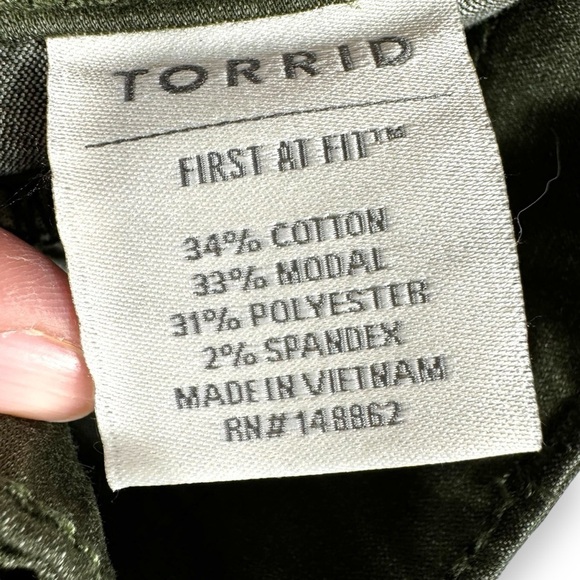 TORRID
FIRST AT FIT™
34% COTTON
33% MODAL
31% POLYESTER
2% SPANDEX
MADE IN VIETNAM
RN# 148862